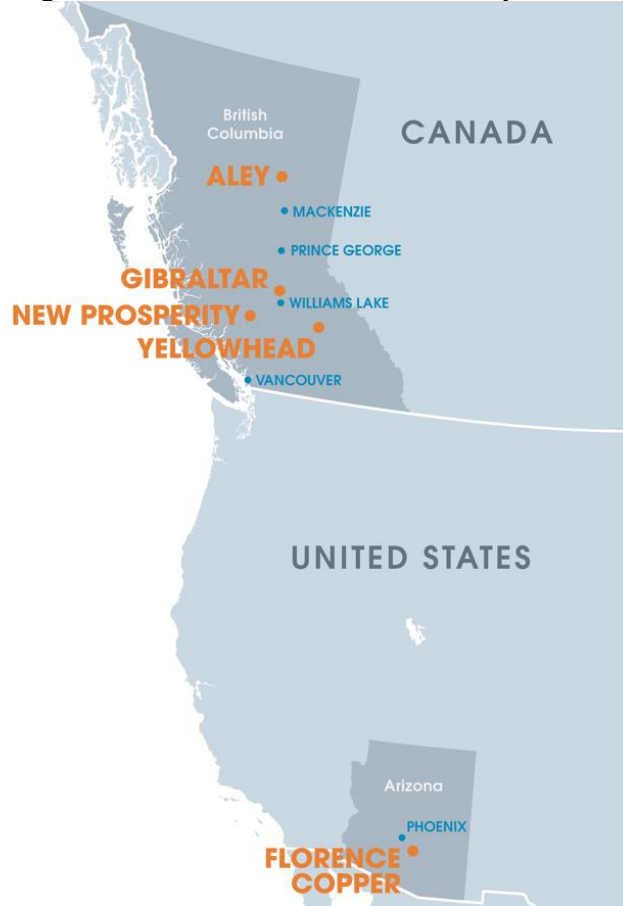 British
Columbia
CANADA
ALEY
MACKENZIE
PRINCE GEORGE
GIBRALTAR
WILLIAMS LAKE
NEW PROSPERITY
YELLOWHEAD
VANCOUVER
UNITED STATES
Arizona
PHOENIX
FLORENCE
COPPER